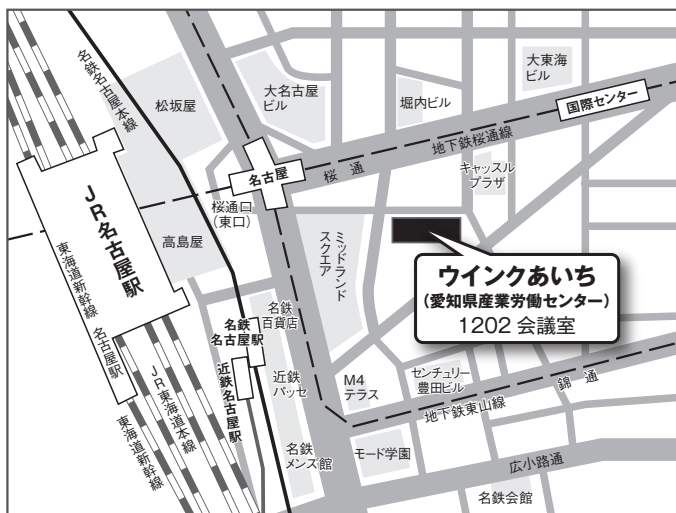 名鉄名古屋本線
松坂屋
大名古屋
ビル
堀内ビル
大東海
ビル
国際センター
地下鉄桜通線
桜通
名古屋
キャッスル
プラザ
桜通口
(東口)
JR名古屋駅
東海道新幹線 名古屋駅
高島屋
ミッドランド
スクエア
ウインクあいち
(愛知県産業労働センター)
1202 会議室
名鉄
百貨店
名鉄
名古屋駅
近鉄名古屋駅
近鉄
パッセ
M4
テラス
センチュリー
豊田ビル
錦通
地下鉄東山線
JR東海道本線
東海道新幹線
名鉄
メンズ館
モード学園
広小路通
名鉄会館